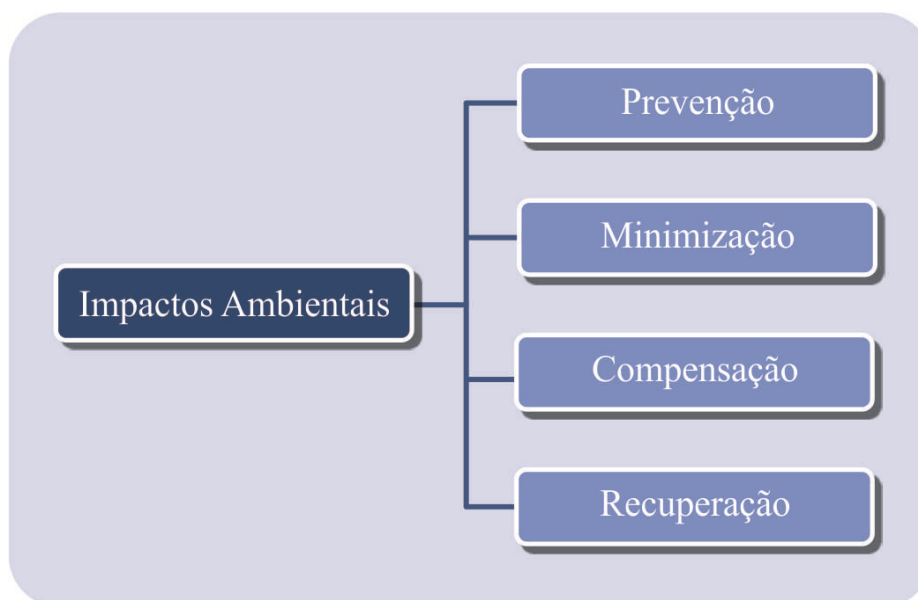 Prevenção
Minimização
Impactos Ambientais
Compensação
Recuperação